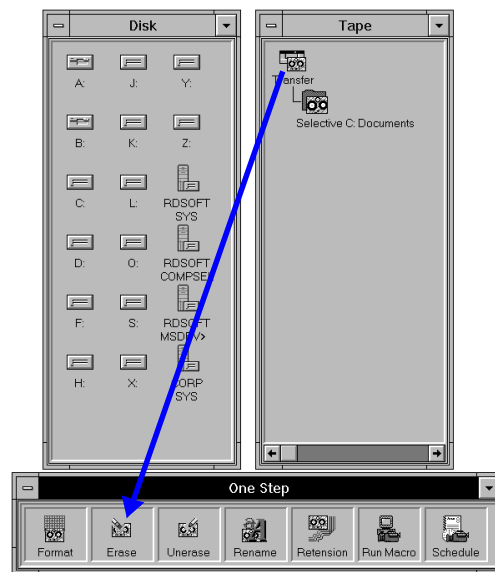 Disk
Tape
A: J: Y:
Transfer
B: K: Z:
Selective C: Documents
C: L: RDSOFT
SYS
D: O: RDSOFT
COMPSE
F: S: RDSOFT
MSDEV>
H: X: CORP
SYS
One Step
Format Erase Unerase Rename Retension Run Macro Schedule